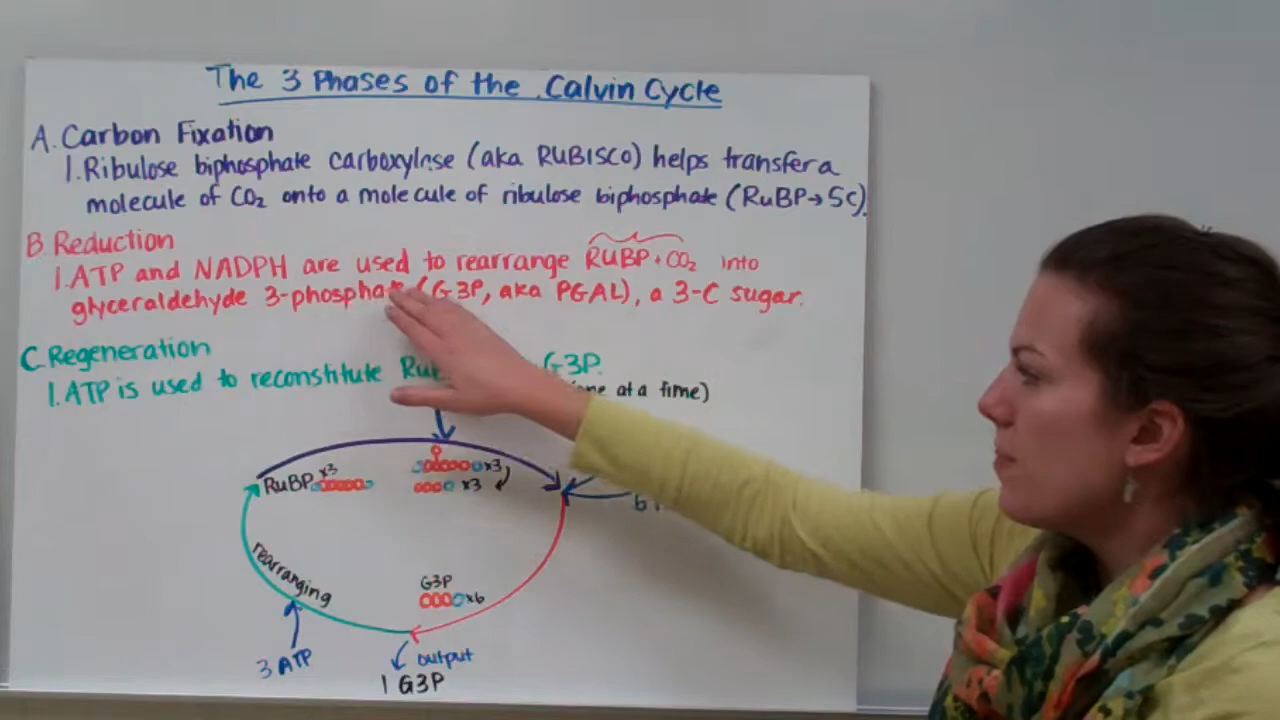 The 3 Phases of the Calvin Cycle
A. Carbon Fixation
1. Ribulose biphosphate carboxylase (aka RUBISCO) helps transfer a
molecule of CO₂ onto a molecule of ribulose biphosphate (RuBP→5C).
B. Reduction
1. ATP and NADPH are used to rearrange RUBP + CO₂ into
glyceraldehyde 3-phosphate (G3P, aka PGAL), a 3-C sugar.
C. Regeneration
1. ATP is used to reconstitute G3P.
at a time)
RuBP x3
x3
x3
rearranging
G3P
x6
3 ATP
output
1 G3P